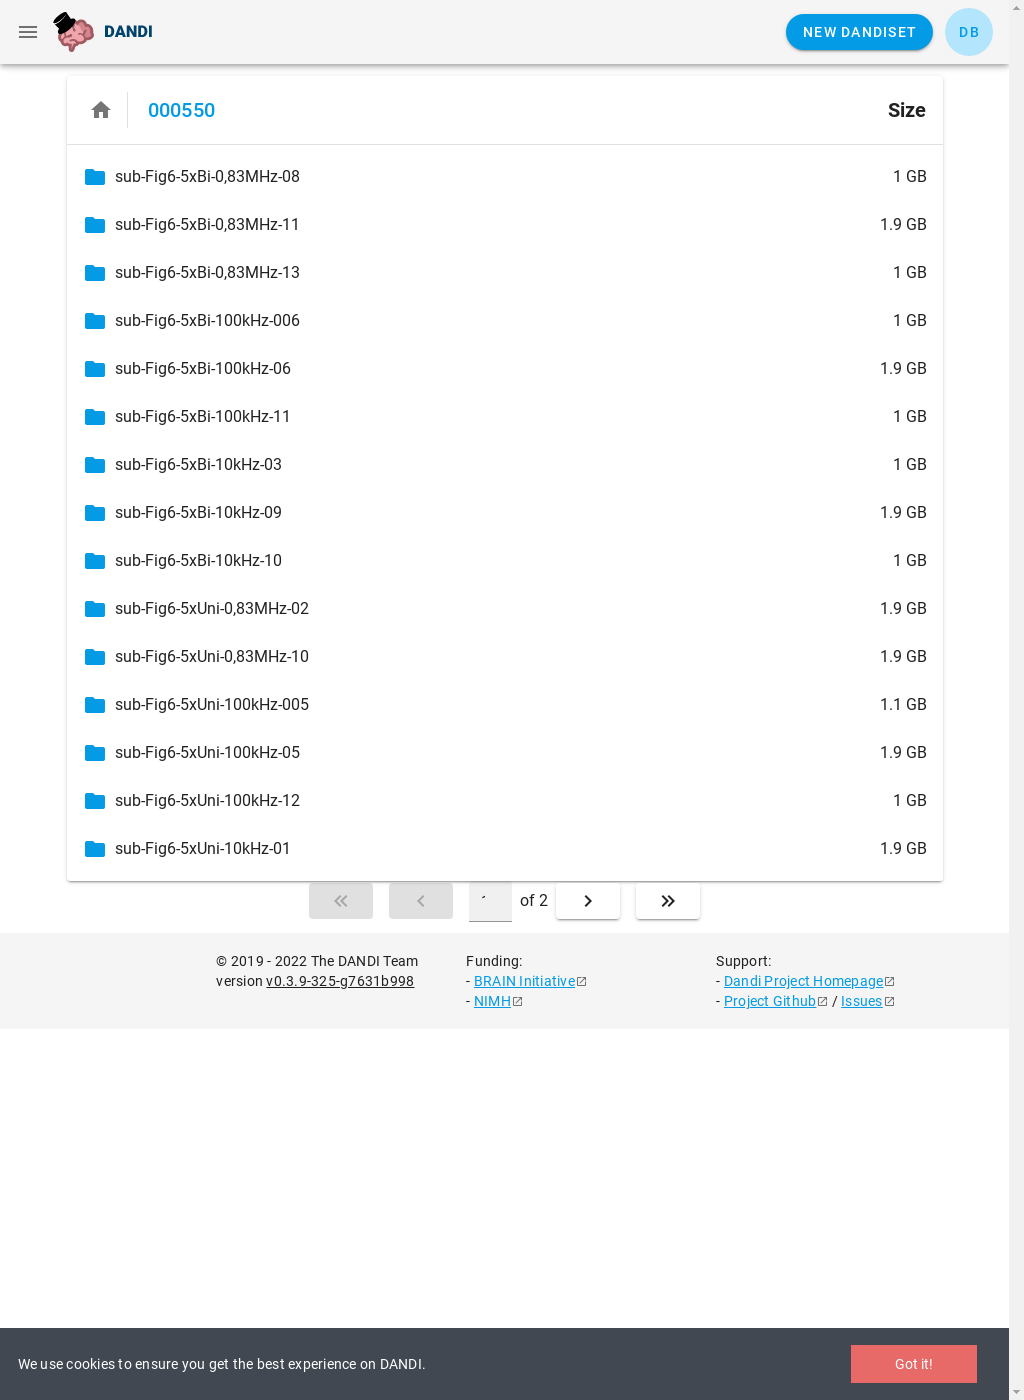 DANDI
NEW DANDISET
DB
000550
Size
sub-Fig6-5xBi-0,83MHz-08 1 GB
sub-Fig6-5xBi-0,83MHz-11 1.9 GB
sub-Fig6-5xBi-0,83MHz-13 1 GB
sub-Fig6-5xBi-100kHz-006 1 GB
sub-Fig6-5xBi-100kHz-06 1.9 GB
sub-Fig6-5xBi-100kHz-11 1 GB
sub-Fig6-5xBi-10kHz-03 1 GB
sub-Fig6-5xBi-10kHz-09 1.9 GB
sub-Fig6-5xBi-10kHz-10 1 GB
sub-Fig6-5xUni-0,83MHz-02 1.9 GB
sub-Fig6-5xUni-0,83MHz-10 1.9 GB
sub-Fig6-5xUni-100kHz-005 1.1 GB
sub-Fig6-5xUni-100kHz-05 1.9 GB
sub-Fig6-5xUni-100kHz-12 1 GB
sub-Fig6-5xUni-10kHz-01 1.9 GB
of 2
© 2019 - 2022 The DANDI Team
version v0.3.9-325-g7631b998
Funding:
- BRAIN Initiative
- NIMH
Support:
- Dandi Project Homepage
- Project Github / Issues
We use cookies to ensure you get the best experience on DANDI.
Got it!